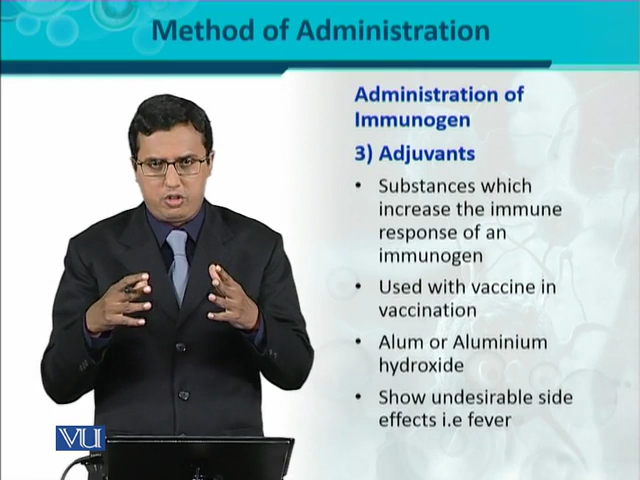 Method of Administration
Administration of
Immunogen
3) Adjuvants
• Substances which
increase the immune
response of an
immunogen
• Used with vaccine in
vaccination
• Alum or Aluminium
hydroxide
• Show undesirable side
effects i.e fever
VU